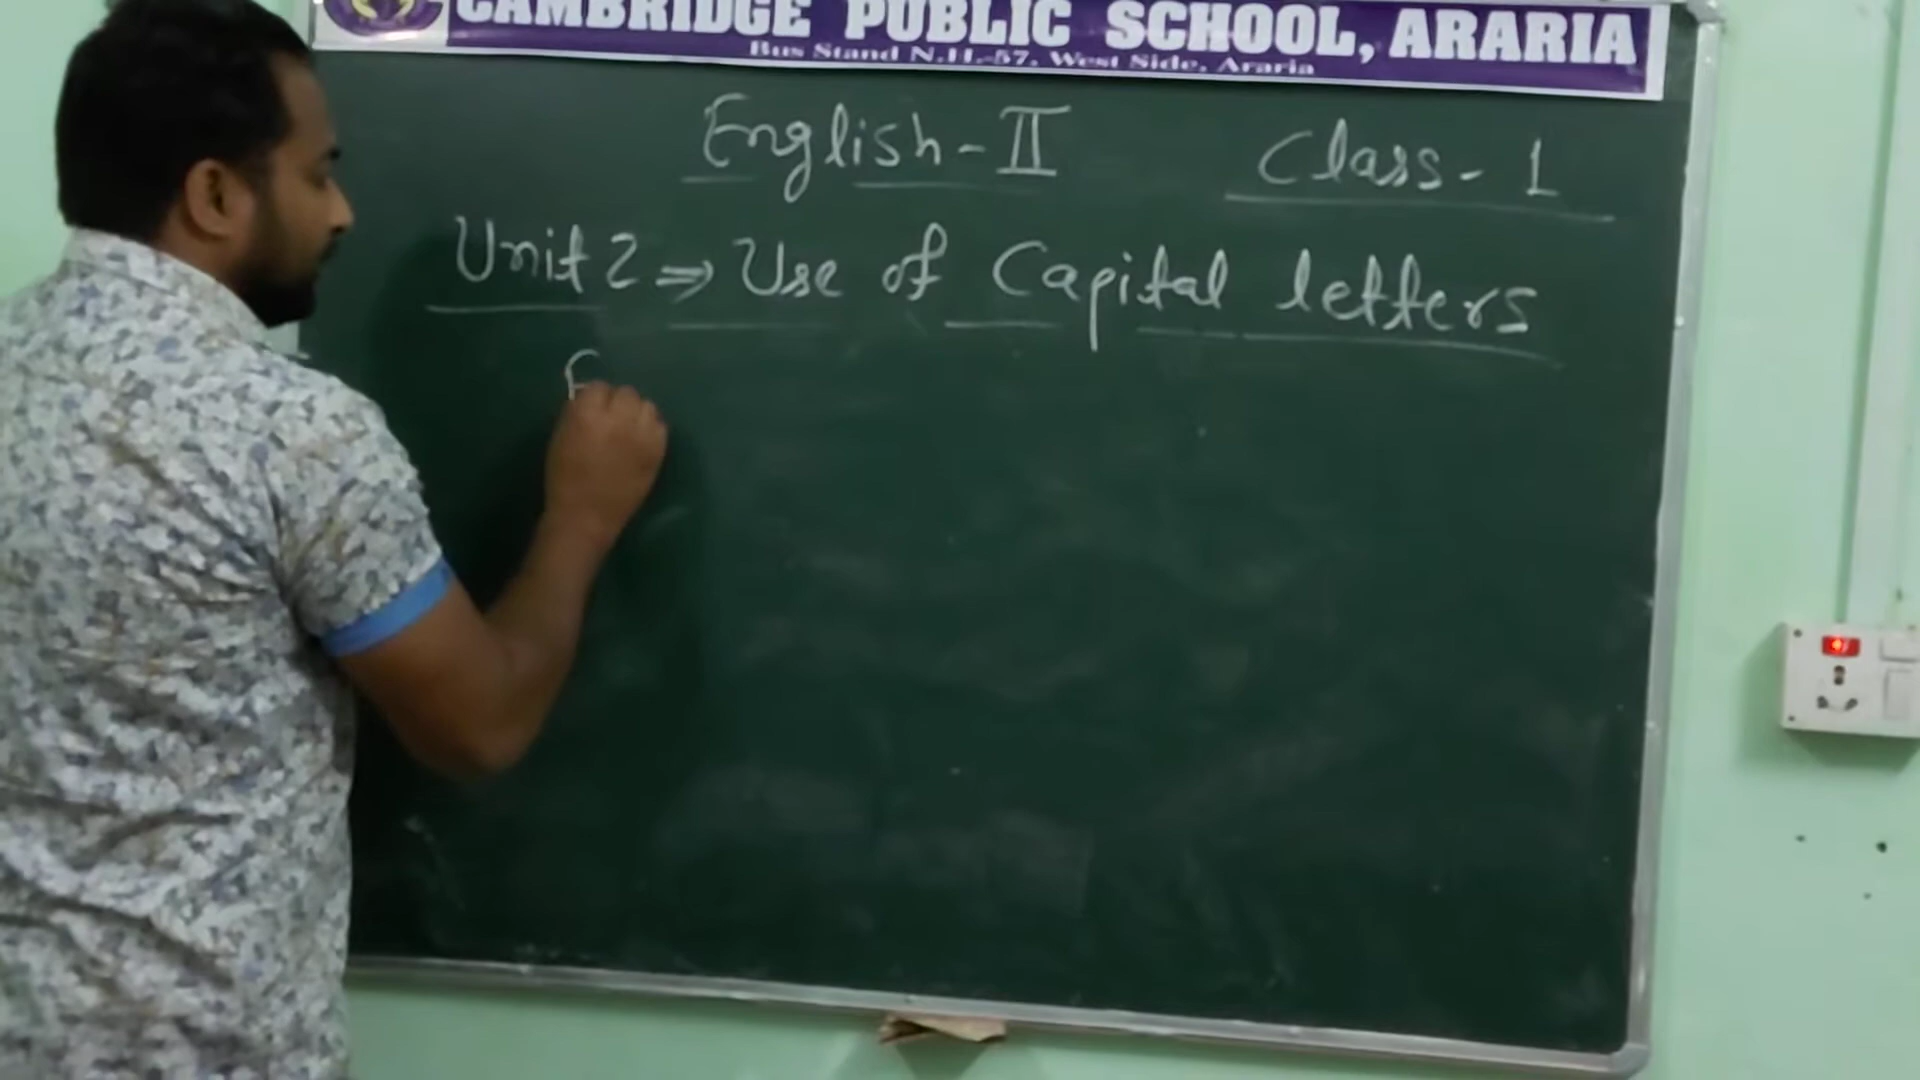 CAMBRIDGE PUBLIC SCHOOL, ARARIA
Bus Stand N.H.-57, West Side, Araria
English-II Class-1
Unit 2 ⇒ Use of Capital letters